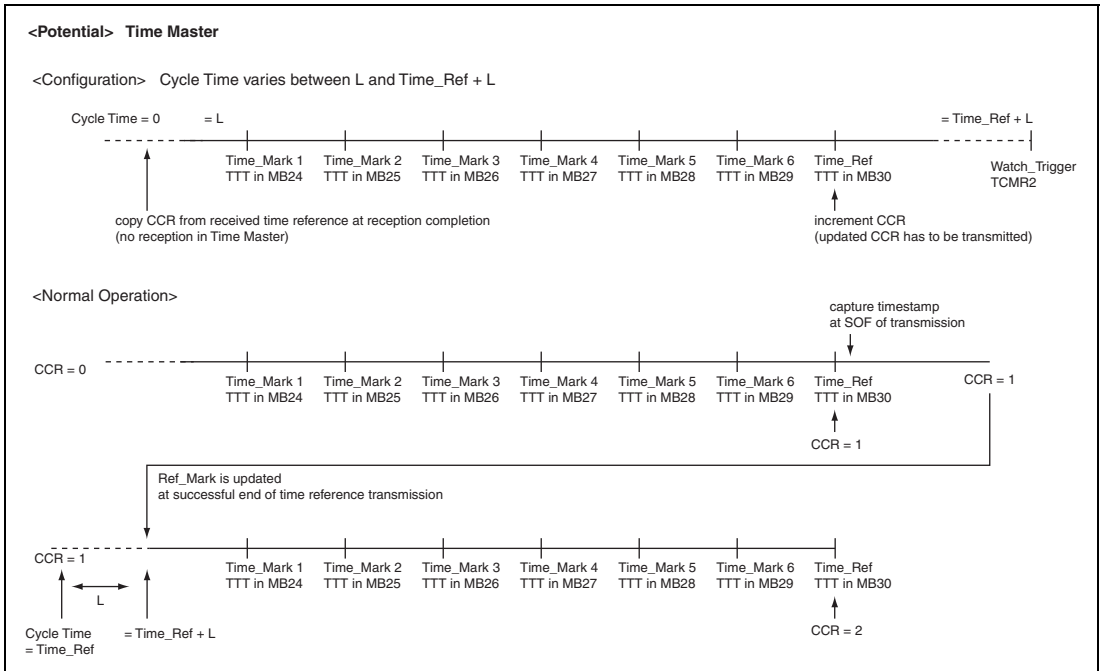 <Potential> Time Master
<Configuration> Cycle Time varies between L and Time_Ref + L
Cycle Time = 0
= L
= Time_Ref + L
Time_Mark 1
TTT in MB24
Time_Mark 2
TTT in MB25
Time_Mark 3
TTT in MB26
Time_Mark 4
TTT in MB27
Time_Mark 5
TTT in MB28
Time_Mark 6
TTT in MB29
Time_Ref
TTT in MB30
Watch_Trigger
TCMR2
copy CCR from received time reference at reception completion
(no reception in Time Master)
increment CCR
(updated CCR has to be transmitted)
<Normal Operation>
capture timestamp
at SOF of transmission
CCR = 0
Time_Mark 1
TTT in MB24
Time_Mark 2
TTT in MB25
Time_Mark 3
TTT in MB26
Time_Mark 4
TTT in MB27
Time_Mark 5
TTT in MB28
Time_Mark 6
TTT in MB29
Time_Ref
TTT in MB30
CCR = 1
CCR = 1
Ref_Mark is updated
at successful end of time reference transmission
CCR = 1
Time_Mark 1
TTT in MB24
Time_Mark 2
TTT in MB25
Time_Mark 3
TTT in MB26
Time_Mark 4
TTT in MB27
Time_Mark 5
TTT in MB28
Time_Mark 6
TTT in MB29
Time_Ref
TTT in MB30
L
Cycle Time
= Time_Ref
= Time_Ref + L
CCR = 2